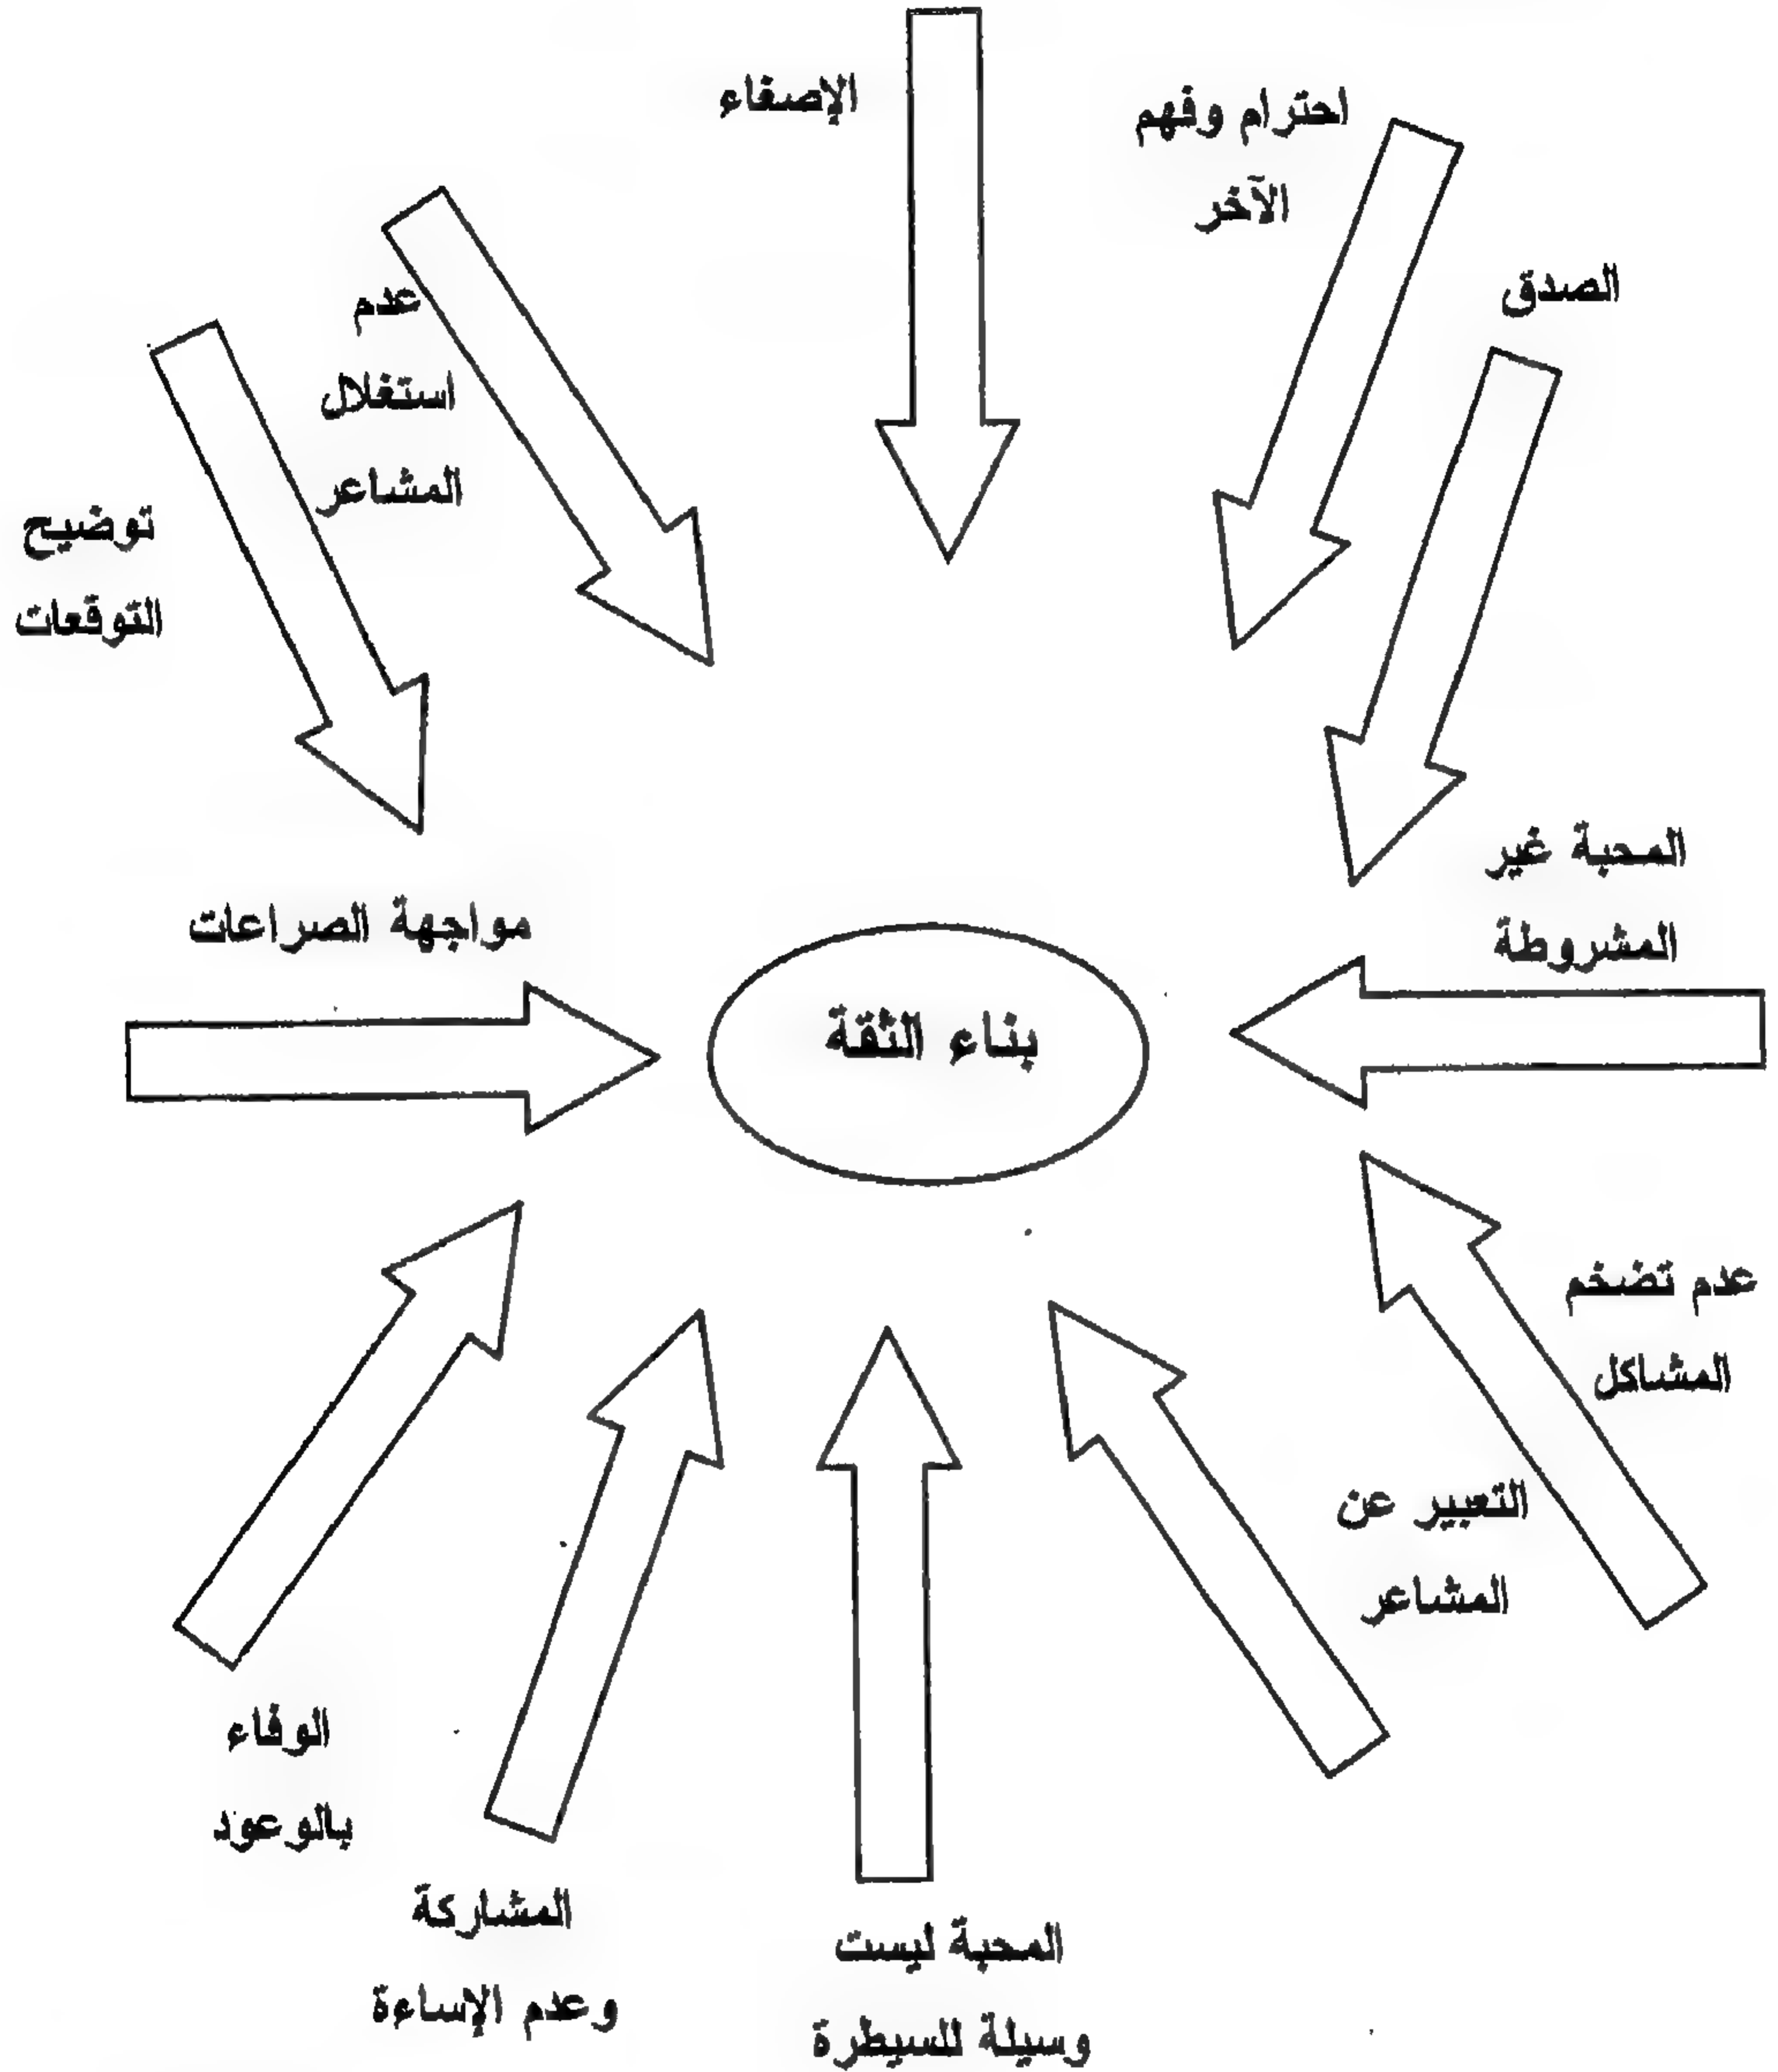 الإصغاء
احترام وفهم
الآخر
الصدق
عدم
استغلال
المشاعر
توضيح
التوقعات
المحبة غير
المشروطة
مواجهة الصراعات
بناء الثقة
عدم تضخم
المشاكل
التعبير عن
المشاعر
الوفاء
بالوعود
المشاركة
وعدم الإساءة
المحبة ليست
وسيلة للسيطرة